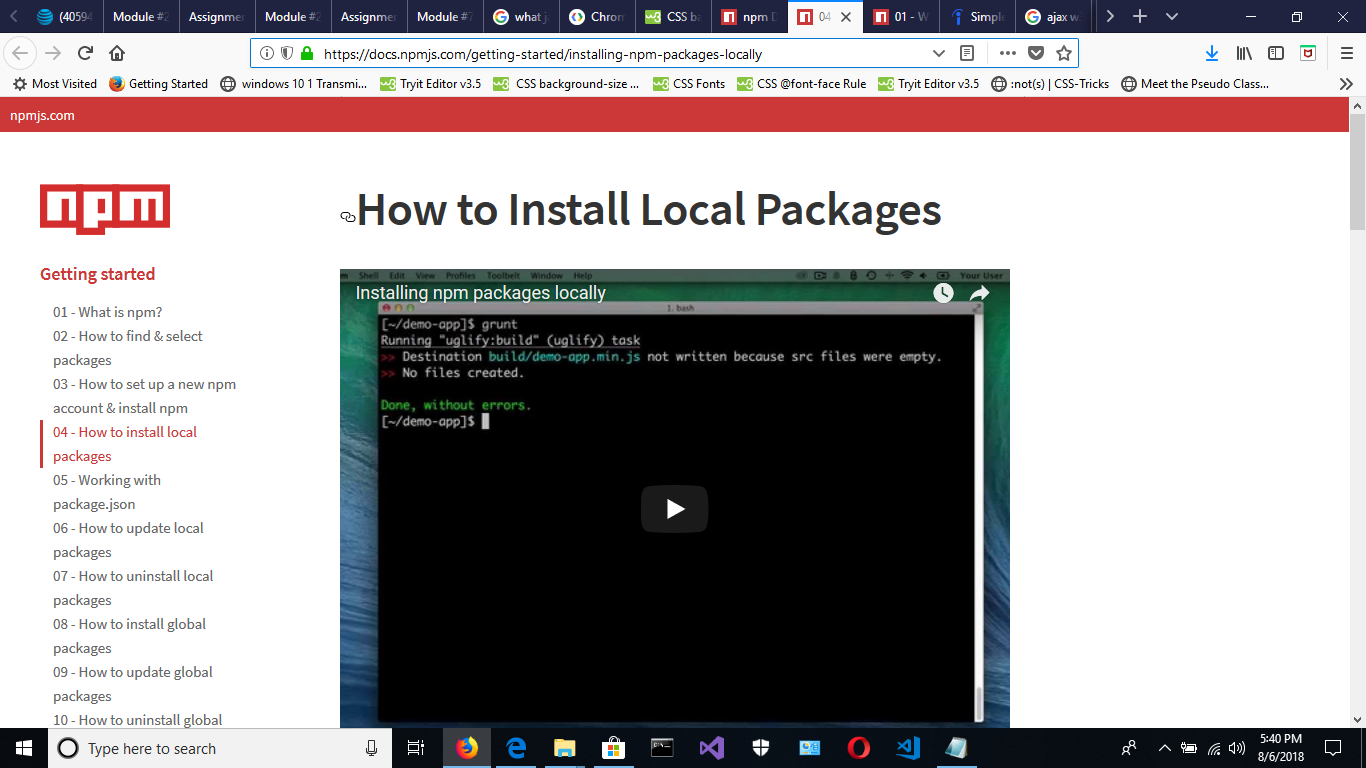 (40594
Module #2
Assignmen
Module #2
Assignmen
Module #7
what j
Chrom
CSS ba
npm D
04
01 - W
Simple
ajax w
https://docs.npmjs.com/getting-started/installing-npm-packages-locally
Most Visited
Getting Started
windows 10 1 Transmi...
Tryit Editor v3.5
CSS background-size ...
CSS Fonts
CSS @font-face Rule
Tryit Editor v3.5
:not(s) | CSS-Tricks
Meet the Pseudo Class...
npmjs.com
npm
Getting started
01 - What is npm?
02 - How to find & select
packages
03 - How to set up a new npm
account & install npm
04 - How to install local
packages
05 - Working with
package.json
06 - How to update local
packages
07 - How to uninstall local
packages
08 - How to install global
packages
09 - How to update global
packages
10 - How to uninstall global
How to Install Local Packages
m Shell Edit View Profiles Toolbelt Window Help
Your User
Installing npm packages locally
1. bash
[~/demo-app]$ grunt
Running "uglify:build" (uglify) task
>> Destination build/demo-app.min.js not written because src files were empty.
>> No files created.
Done, without errors.
[~/demo-app]$
Type here to search
5:40 PM
8/6/2018